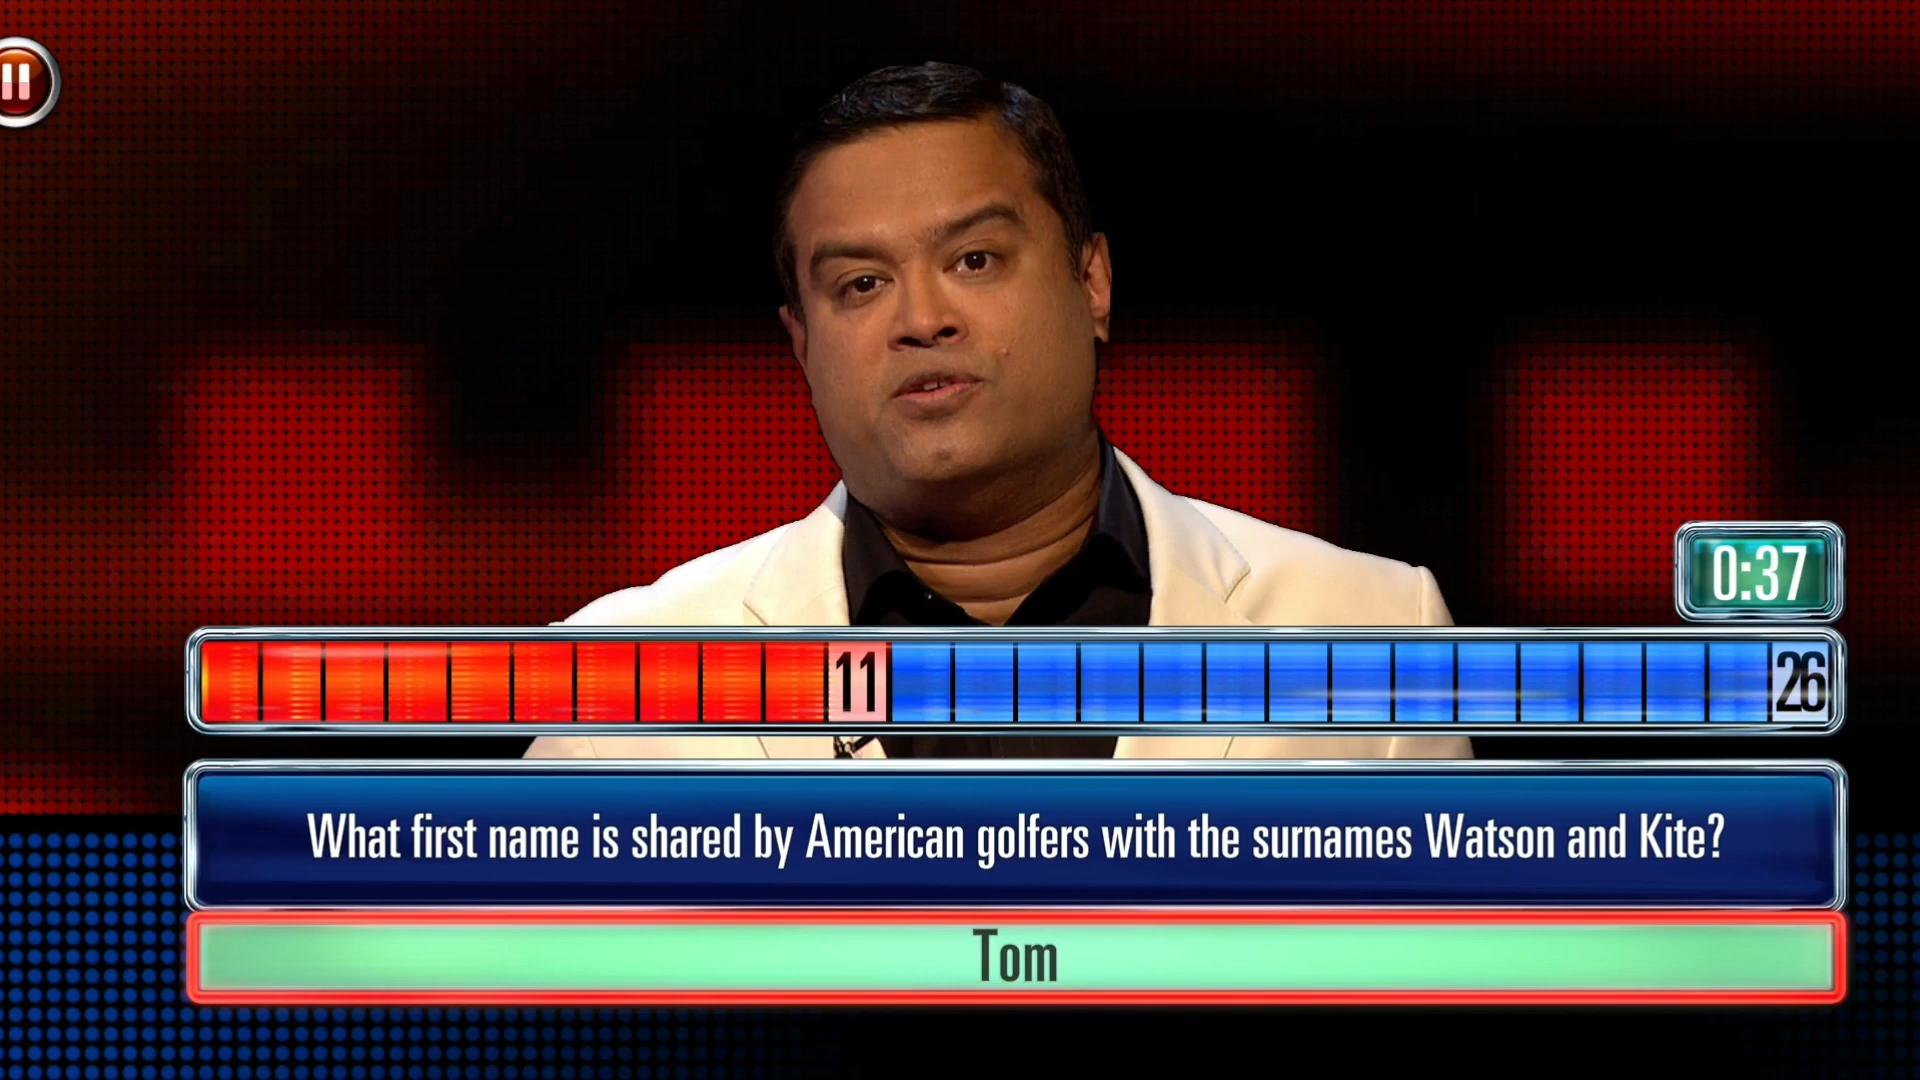 0:37
11
26
What first name is shared by American golfers with the surnames Watson and Kite?
Tom